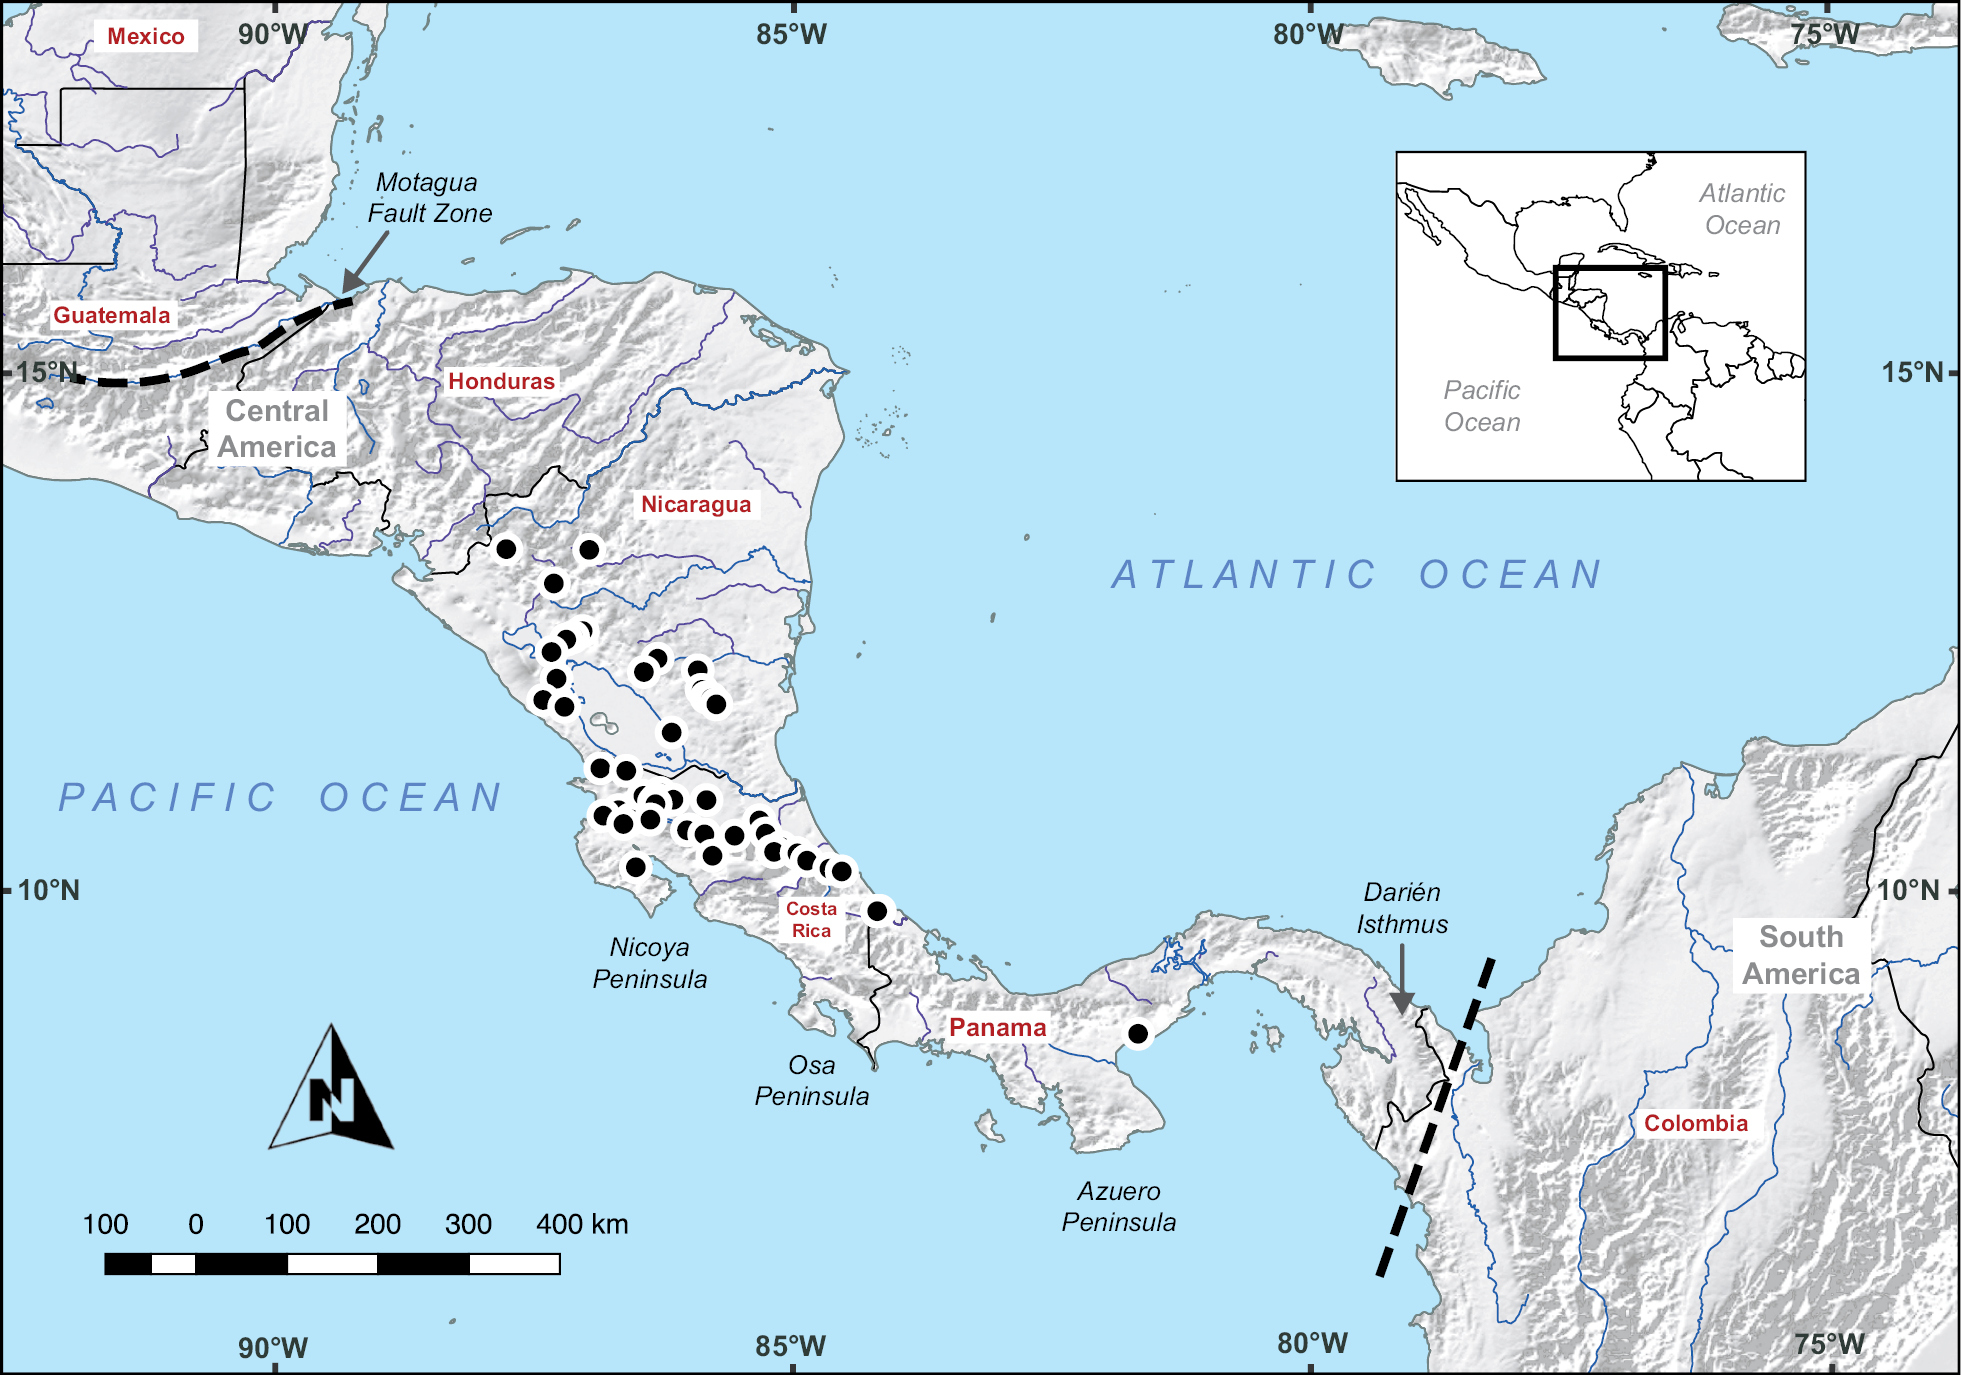 Mexico
90°W
85°W
80°W
75°W
Motagua
Fault Zone
Atlantic
Ocean
Guatemala
15°N
Honduras
15°N
Central
America
Pacific
Ocean
Nicaragua
ATLANTIC OCEAN
PACIFIC OCEAN
10°N
10°N
Darién
Isthmus
Costa
Rica
Nicoya
Peninsula
South
America
Panama
Osa
Peninsula
N
Colombia
Azuero
Peninsula
100 0 100 200 300 400 km
90°W
85°W
80°W
75°W